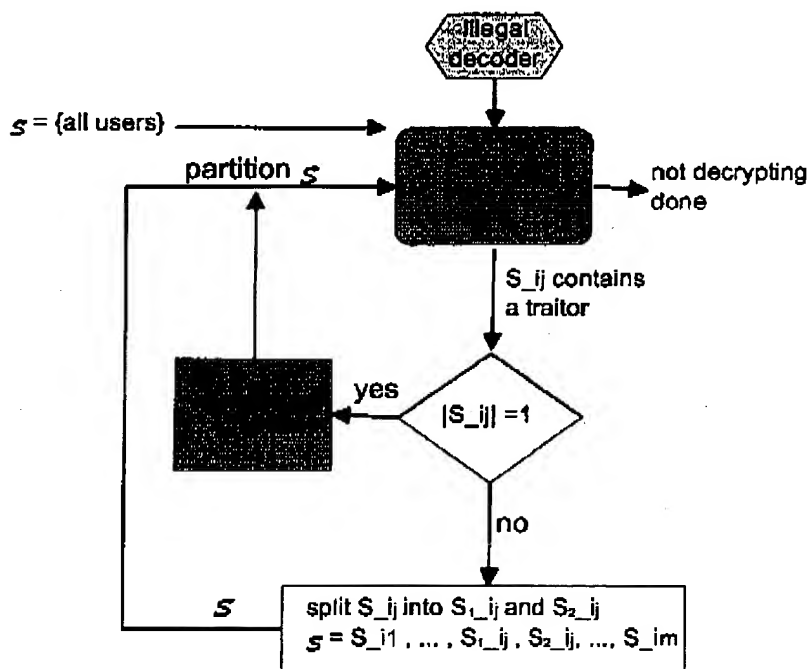 Illegal
decoder
S = {all users}
partition S
not decrypting
done
S_ij contains
a traitor
yes
|S_ij| =1
no
S
split S_ij into S₁_ij and S₂_ij
S = S_i1 , ... , S₁_ij , S₂_ij, ..., S_im